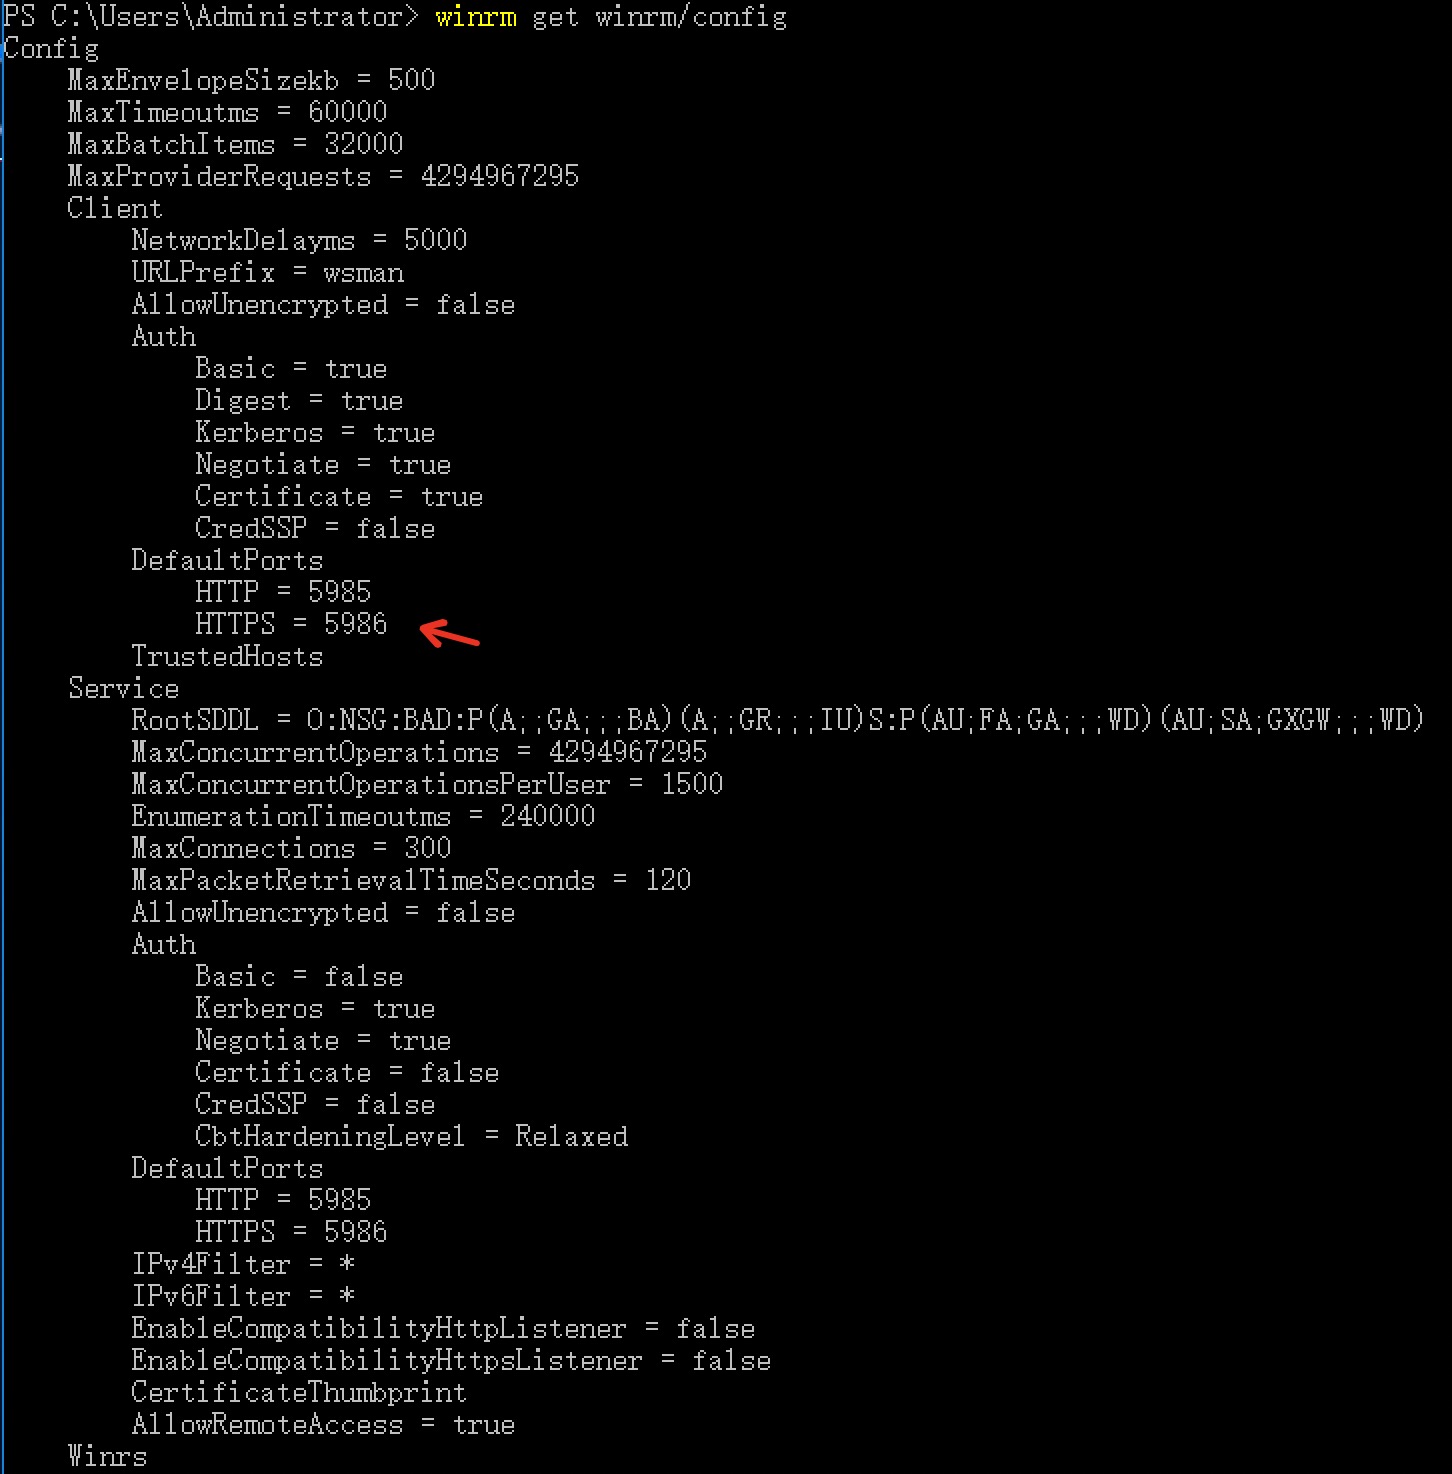 PS C:\Users\Administrator> winrm get winrm/config
Config
    MaxEnvelopeSizekb = 500
    MaxTimeoutms = 60000
    MaxBatchItems = 32000
    MaxProviderRequests = 4294967295
    Client
        NetworkDelayms = 5000
        URLPrefix = wsman
        AllowUnencrypted = false
        Auth
            Basic = true
            Digest = true
            Kerberos = true
            Negotiate = true
            Certificate = true
            CredSSP = false
        DefaultPorts
            HTTP = 5985
            HTTPS = 5986
        TrustedHosts
    Service
        RootSDDL = O:NSG:BAD:P(A;;GA;;;BA)(A;;GR;;;IU)S:P(AU;FA;GA;;;WD)(AU;SA;GXGW;;;WD)
        MaxConcurrentOperations = 4294967295
        MaxConcurrentOperationsPerUser = 1500
        EnumerationTimeoutms = 240000
        MaxConnections = 300
        MaxPacketRetrievalTimeSeconds = 120
        AllowUnencrypted = false
        Auth
            Basic = false
            Kerberos = true
            Negotiate = true
            Certificate = false
            CredSSP = false
            CbtHardeningLevel = Relaxed
        DefaultPorts
            HTTP = 5985
            HTTPS = 5986
        IPv4Filter = *
        IPv6Filter = *
        EnableCompatibilityHttpListener = false
        EnableCompatibilityHttpsListener = false
        CertificateThumbprint
        AllowRemoteAccess = true
    Winrs